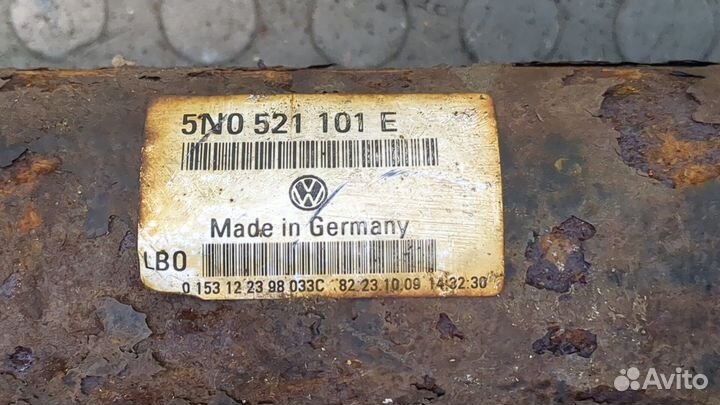 5N0 521 101 E
Made in Germany
LB0
0 153 12 23 98 033C 82 23.10.09 14:32:30
Avito